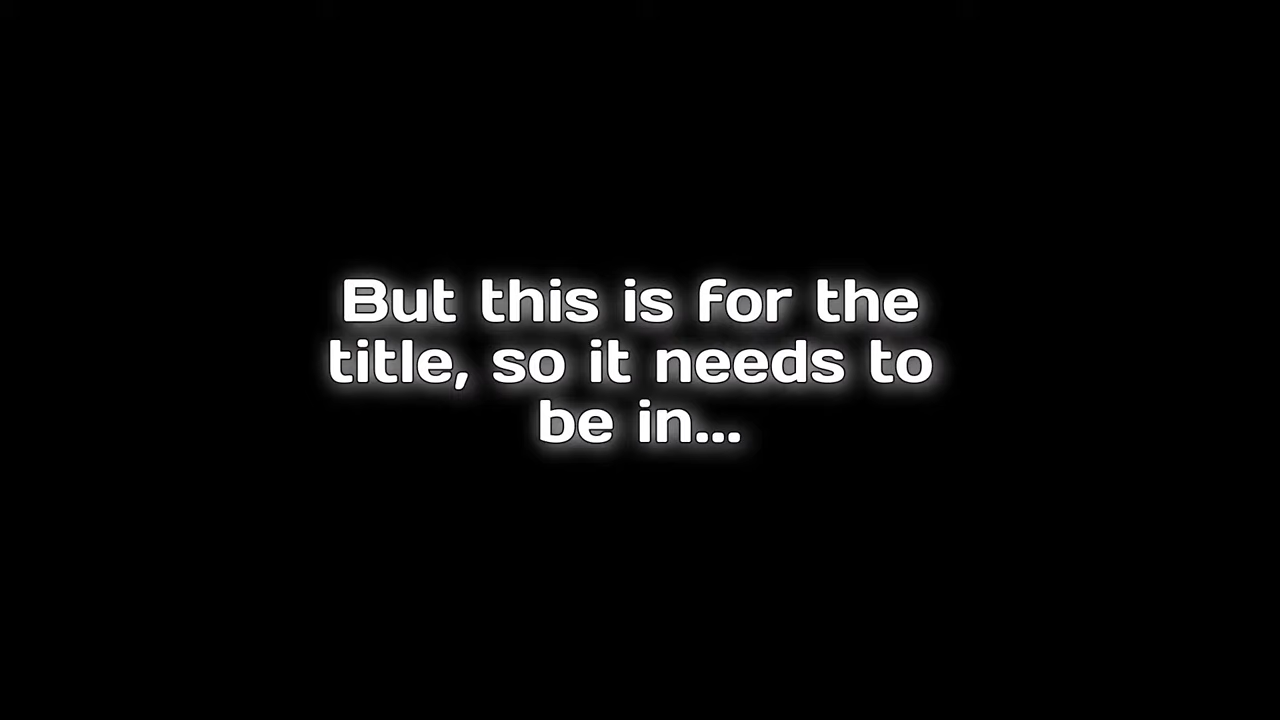 But this is for the
title, so it needs to
be in...